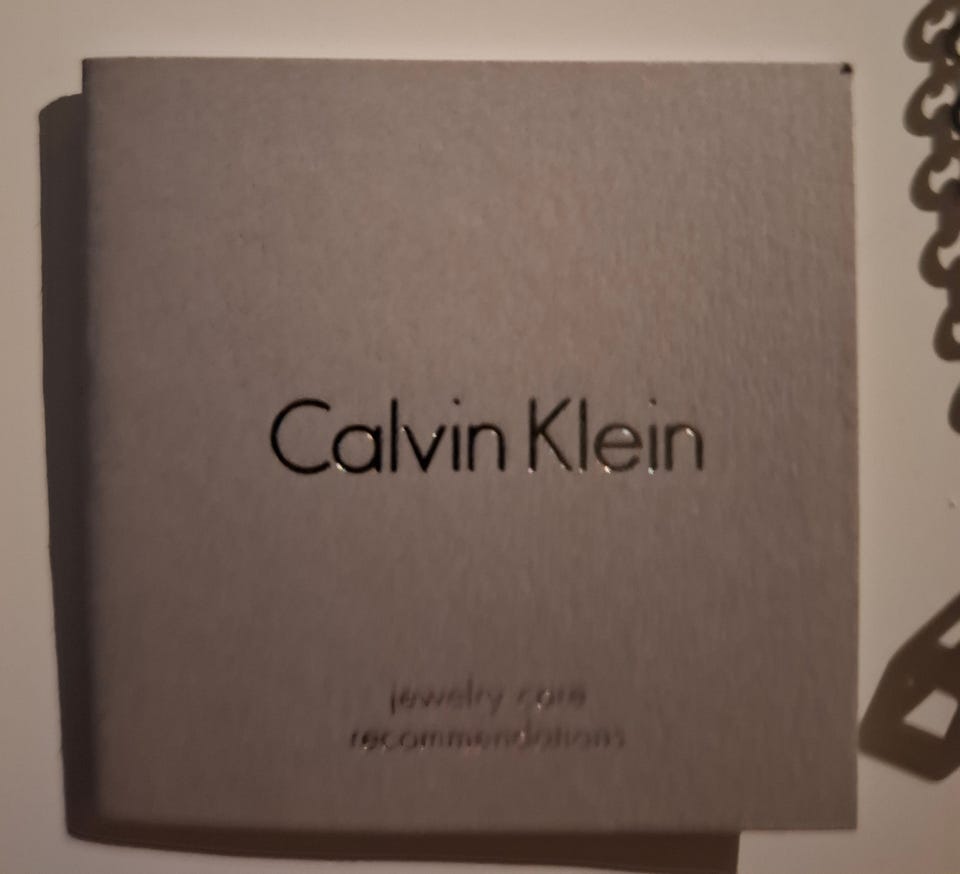 Calvin Klein
jewelry care
recommendations